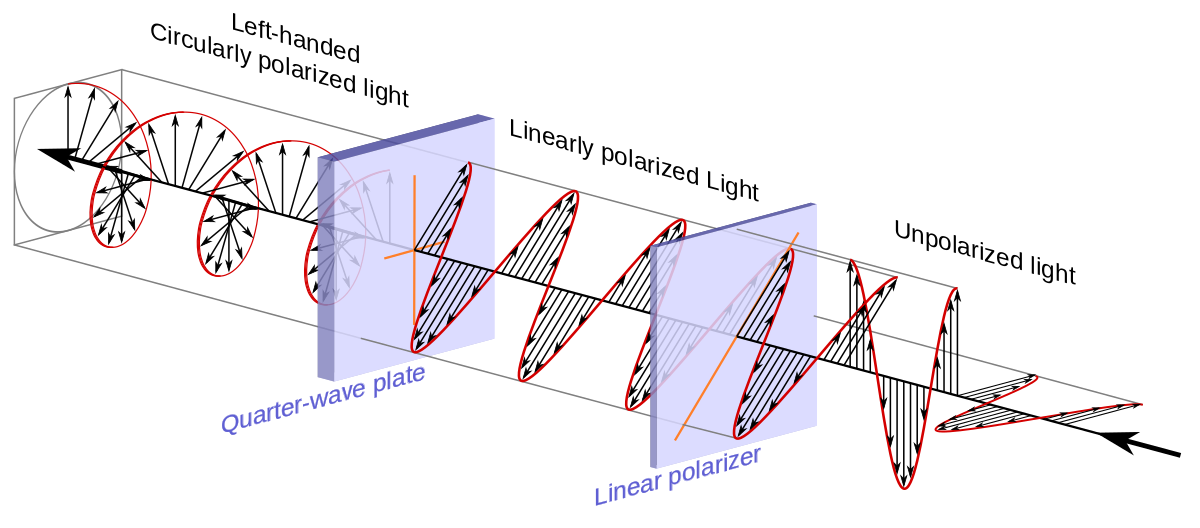 Left-handed
Circularly polarized light
Linearly polarized Light
Unpolarized light
Quarter-wave plate
Linear polarizer